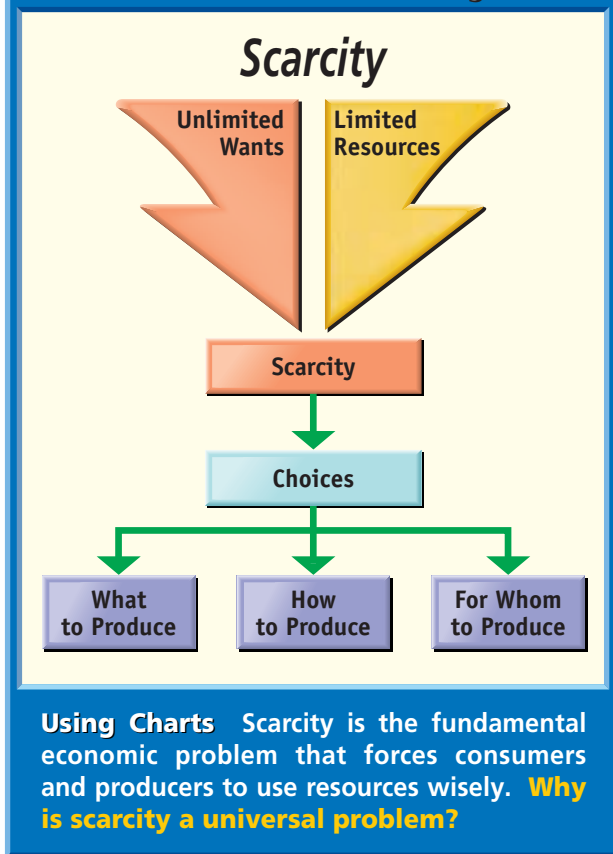 Scarcity
Unlimited
Wants
Limited
Resources
Scarcity
Choices
What
to Produce
How
to Produce
For Whom
to Produce
Using Charts Scarcity is the fundamental
economic problem that forces consumers
and producers to use resources wisely. Why
is scarcity a universal problem?